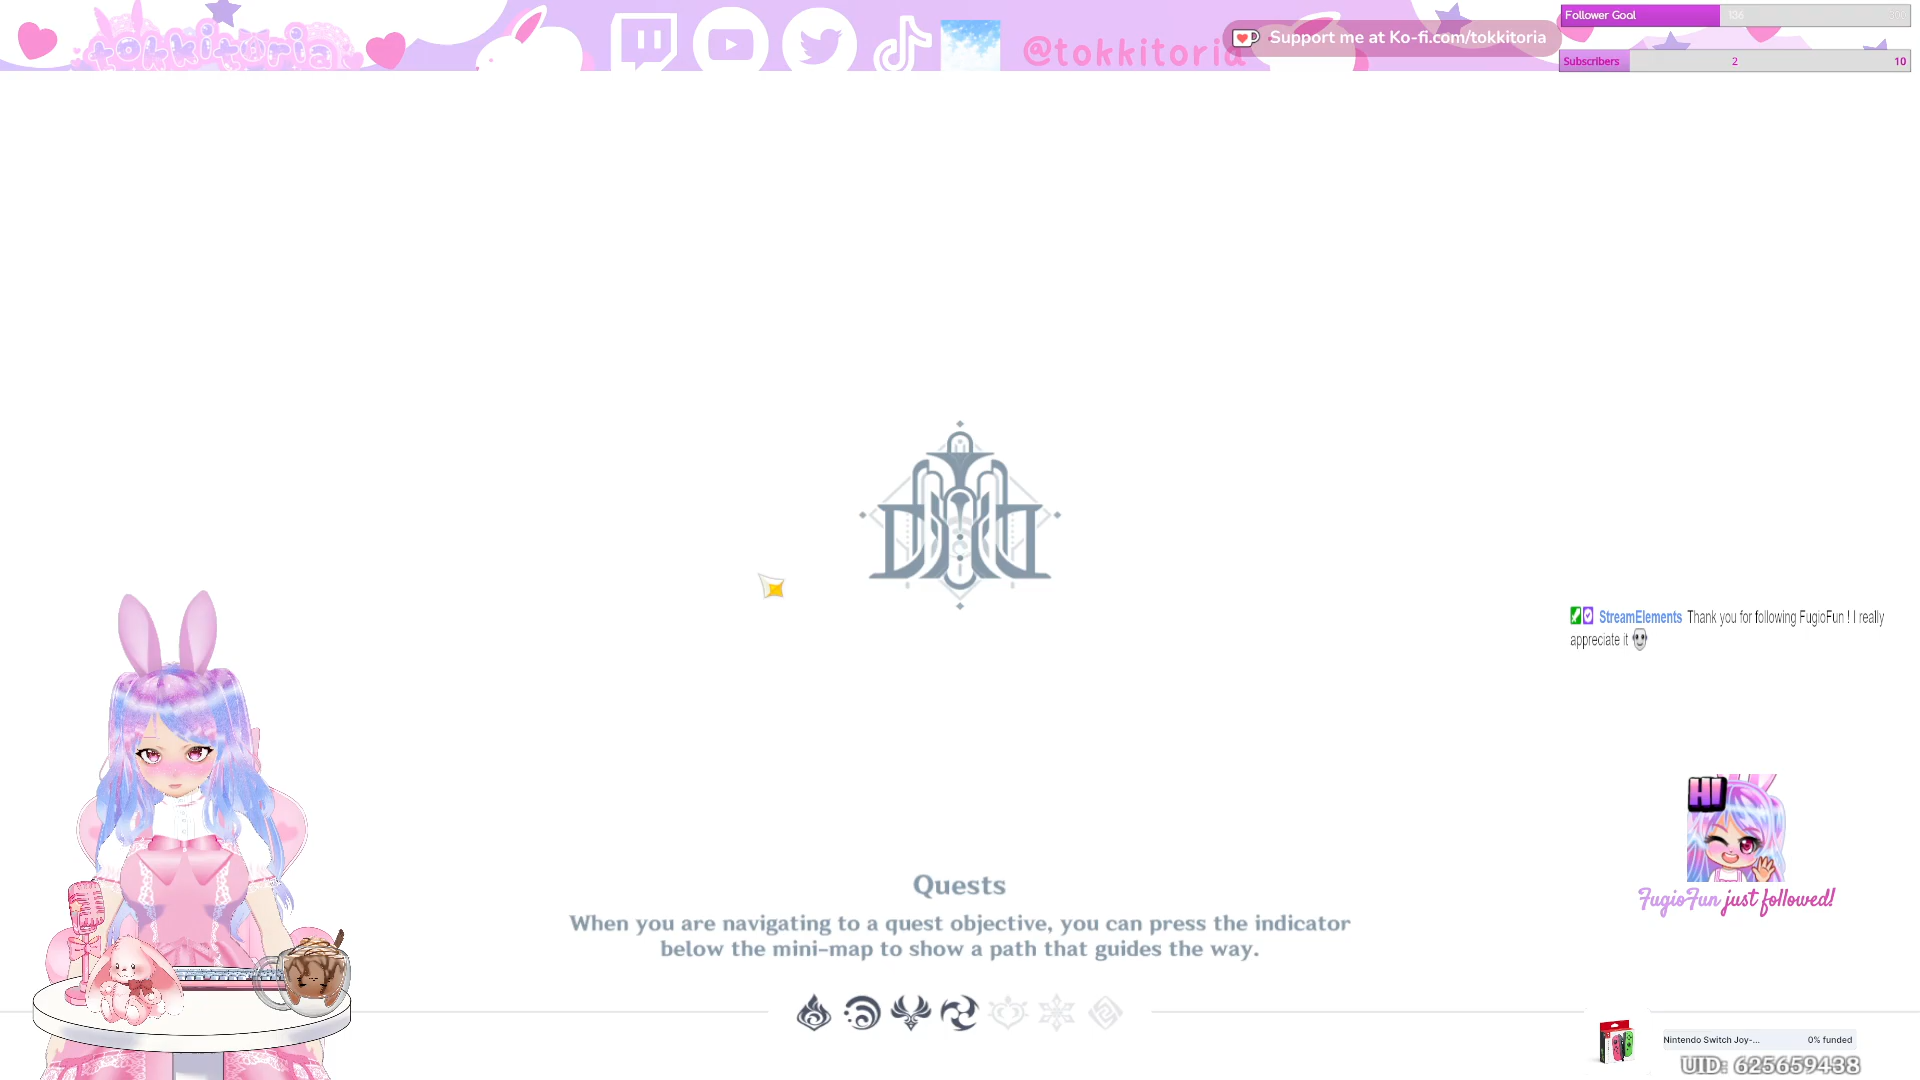 tokkitoria
@tokkitoria
Support me at Ko-fi.com/tokkitoria
Follower Goal
136
Subscribers
2
10
StreamElements Thank you for following FugioFun ! I really
appreciate it
HI
FugioFun just followed!
Quests
When you are navigating to a quest objective, you can press the indicator
below the mini-map to show a path that guides the way.
Nintendo Switch Joy-...
0% funded
UID: 625659438